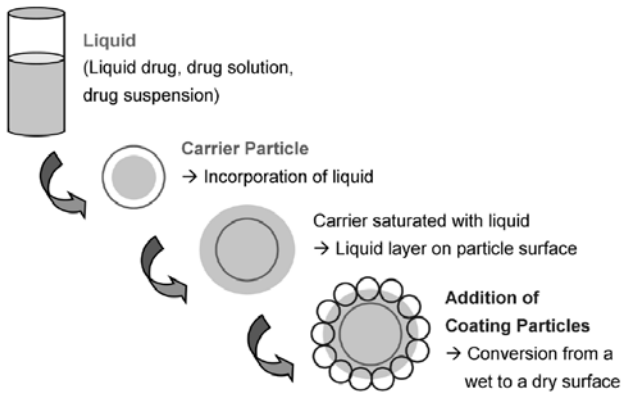 Liquid
(Liquid drug, drug solution,
drug suspension)
Carrier Particle
→ Incorporation of liquid
Carrier saturated with liquid
→ Liquid layer on particle surface
Addition of
Coating Particles
→ Conversion from a
wet to a dry surface